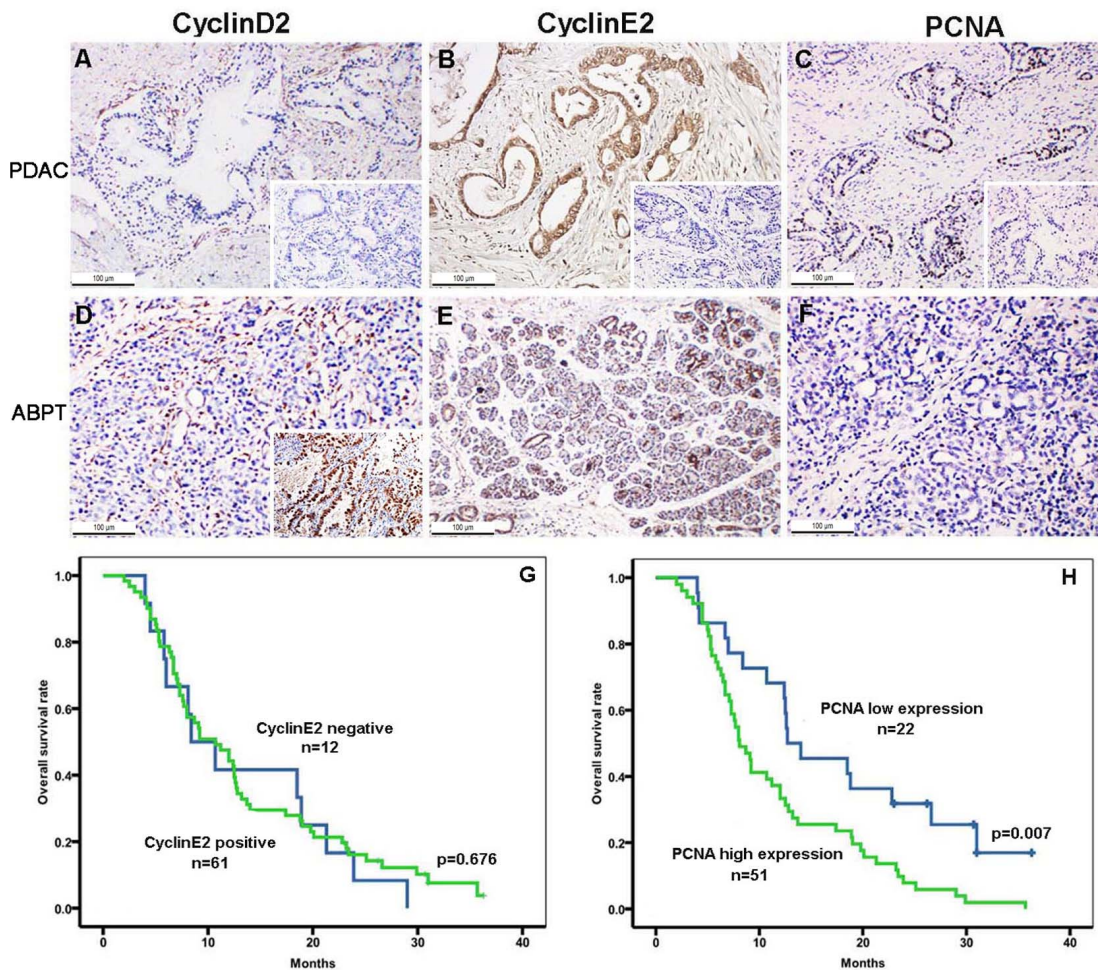 CyclinD2 CyclinE2 PCNA
PDAC
A B C
100 µm 100 µm 100 µm
ABPT
D E F
100 µm 100 µm 100 µm
G
1.0
0.8
0.6
0.4
0.2
0.0
Overall survival rate
CyclinE2 negative
n=12
CyclinE2 positive
n=61
p=0.676
0 10 20 30 40
Months
H
1.0
0.8
0.6
0.4
0.2
0.0
Overall survival rate
PCNA low expression
n=22
p=0.007
PCNA high expression
n=51
0 10 20 30 40
Months